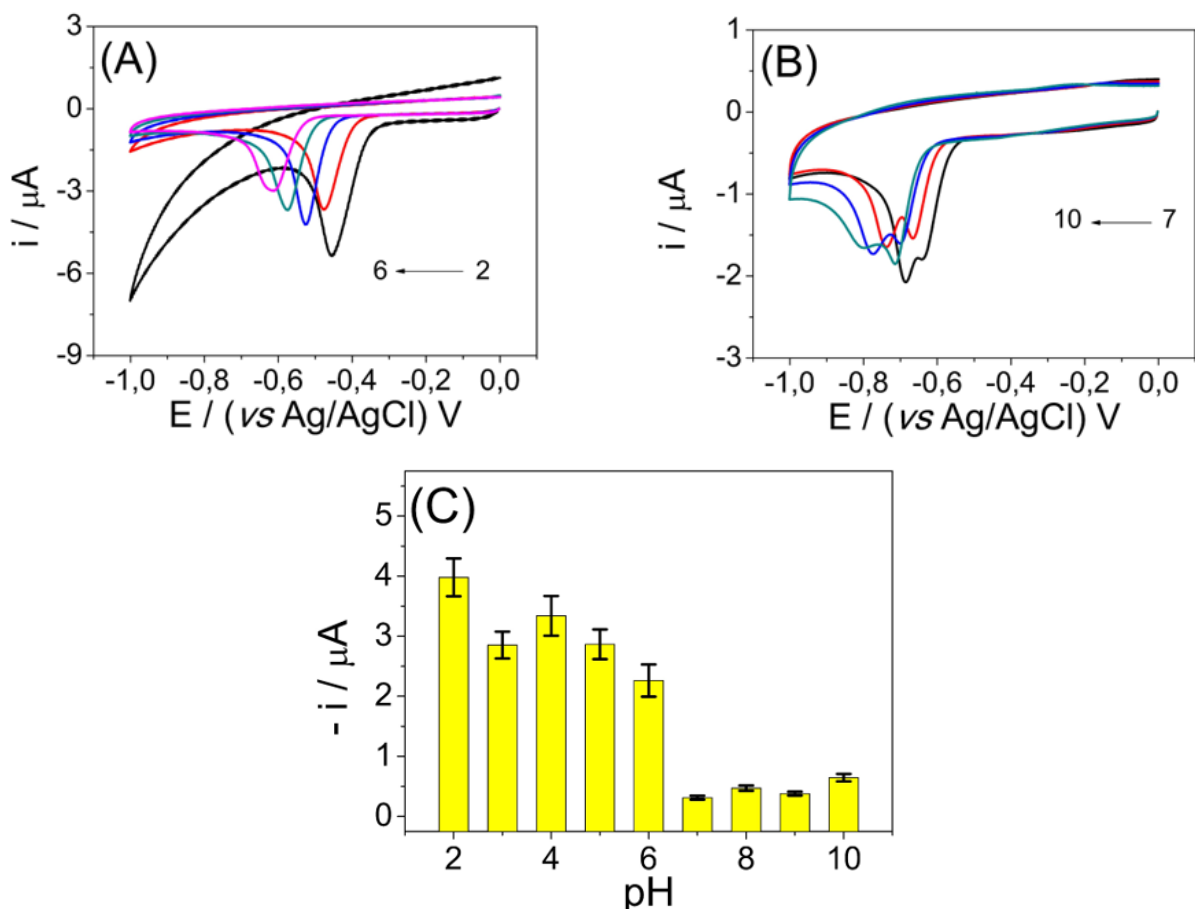 (A)
3
0
-3
-6
-9
i / μA
6 ← 2
-1,0 -0,8 -0,6 -0,4 -0,2 0,0
E / (vs Ag/AgCl) V
(B)
1
0
-1
-2
-3
i / μA
10 ← 7
-1,0 -0,8 -0,6 -0,4 -0,2 0,0
E / (vs Ag/AgCl) V
(C)
5
4
3
2
1
0
- i / μA
2 4 6 8 10
pH